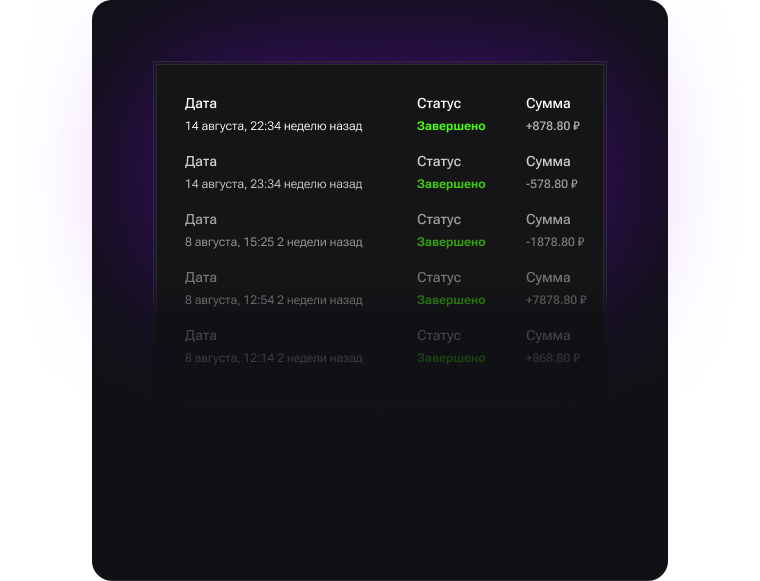 Дата Статус Сумма
14 августа, 22:34 неделю назад Завершено +878.80 ₽
Дата Статус Сумма
14 августа, 23:34 неделю назад Завершено -578.80 ₽
Дата Статус Сумма
8 августа, 15:25 2 недели назад Завершено -1878.80 ₽
Дата Статус Сумма
8 августа, 12:54 2 недели назад Завершено +7878.80 ₽
Дата Статус Сумма
8 августа, 12:14 2 недели назад Завершено +868.80 ₽